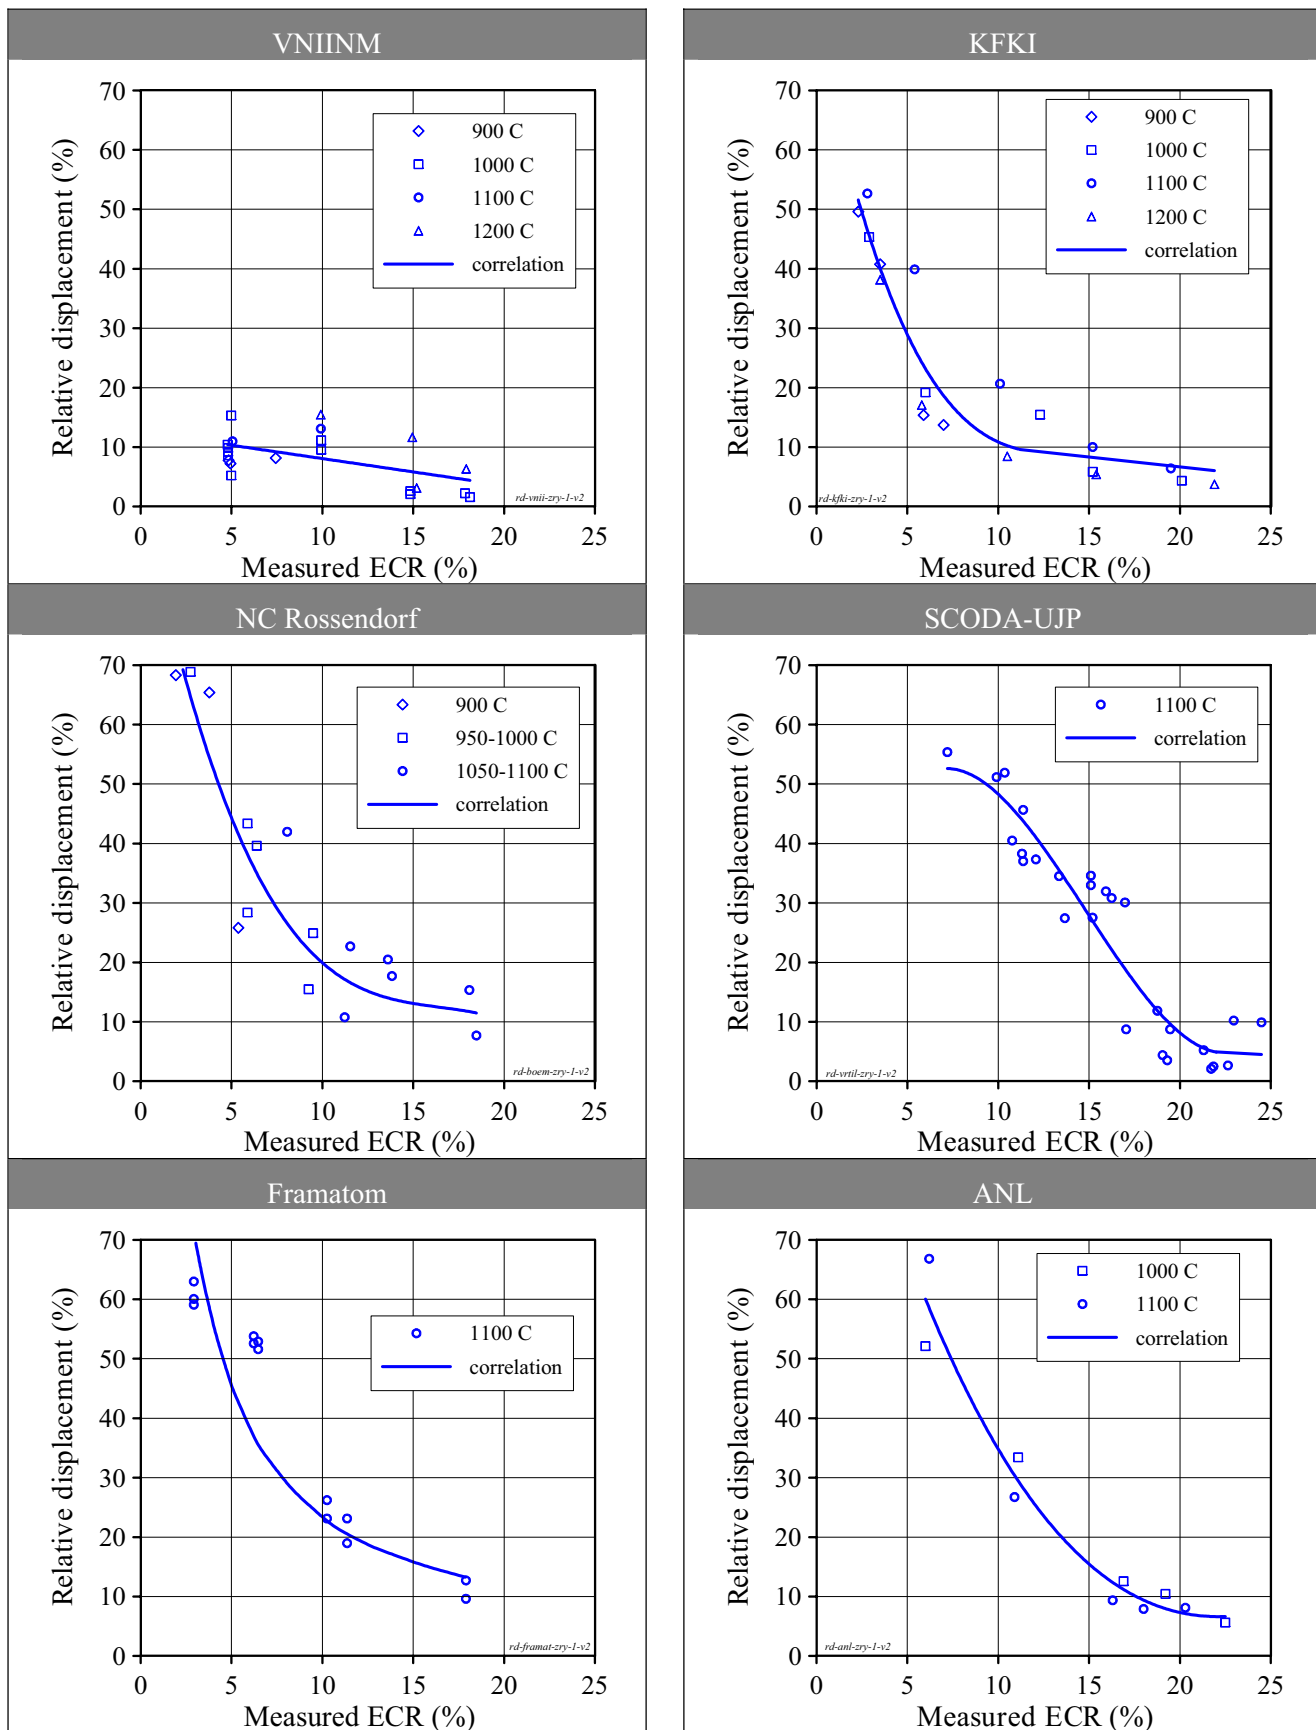 VNIINM
70
60
50
40
30
20
10
0
Relative displacement (%)
900 C
1000 C
1100 C
1200 C
correlation
rd-vnii-zry-1-v2
0 5 10 15 20 25
Measured ECR (%)
KFKI
70
60
50
40
30
20
10
0
Relative displacement (%)
900 C
1000 C
1100 C
1200 C
correlation
rd-kfki-zry-1-v2
0 5 10 15 20 25
Measured ECR (%)
NC Rossendorf
70
60
50
40
30
20
10
0
Relative displacement (%)
900 C
950-1000 C
1050-1100 C
correlation
rd-boem-zry-1-v2
0 5 10 15 20 25
Measured ECR (%)
SCODA-UJP
70
60
50
40
30
20
10
0
Relative displacement (%)
1100 C
correlation
rd-vrtil-zry-1-v2
0 5 10 15 20 25
Measured ECR (%)
Framatom
70
60
50
40
30
20
10
0
Relative displacement (%)
1100 C
correlation
rd-framat-zry-1-v2
0 5 10 15 20 25
Measured ECR (%)
ANL
70
60
50
40
30
20
10
0
Relative displacement (%)
1000 C
1100 C
correlation
rd-anl-zry-1-v2
0 5 10 15 20 25
Measured ECR (%)